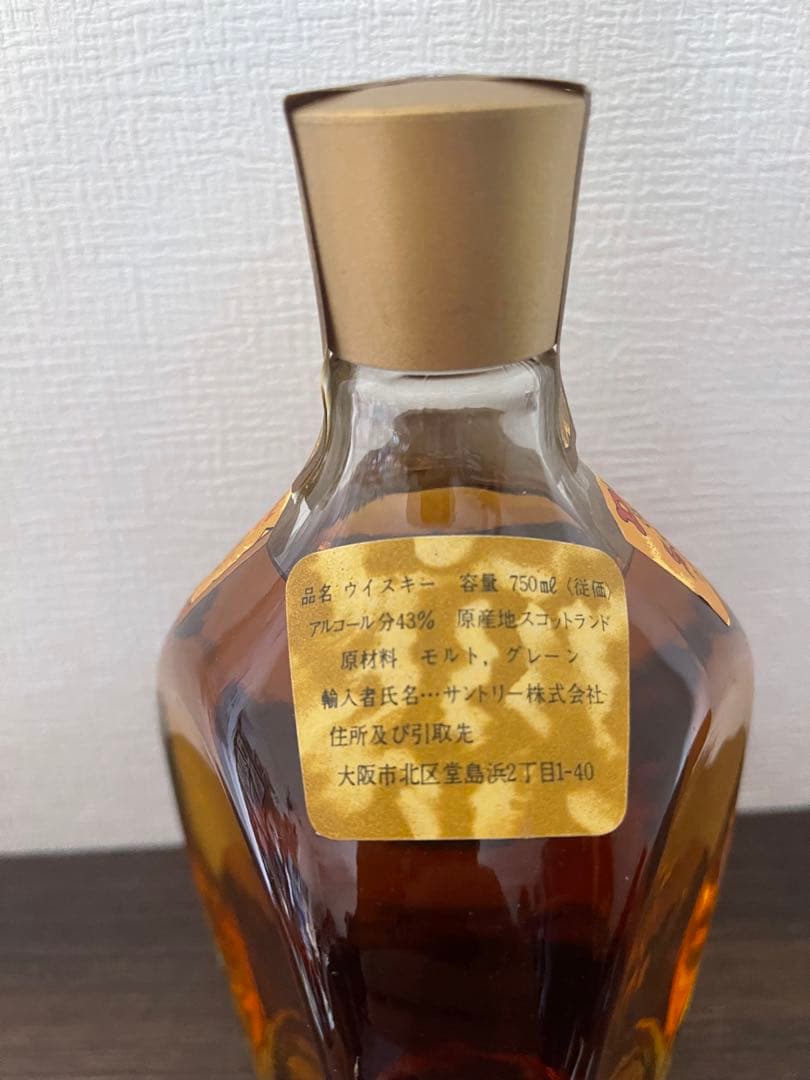 品名 ウイスキー 容量 750ml (従価)
アルコール分43% 原産地スコットランド
原材料 モルト, グレーン
輸入者氏名…サントリー株式会社
住所及び引取先
大阪市北区堂島浜2丁目1-40